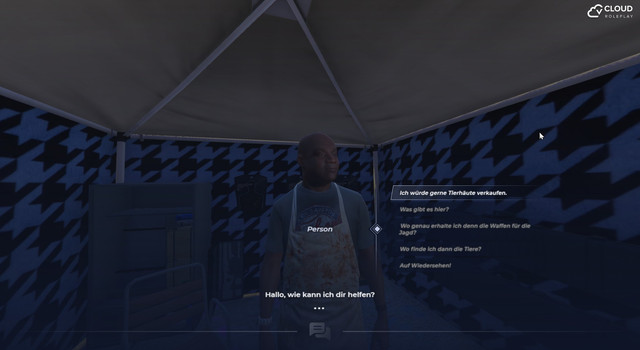 CLOUD
ROLEPLAY
Ich würde gerne Tierhäute verkaufen.
Was gibt es hier?
Wo genau erhalte ich denn die Waffen für die
Jagd?
Person
Wo finde ich dann die Tiere?
Auf Wiedersehen!
Hallo, wie kann ich dir helfen?